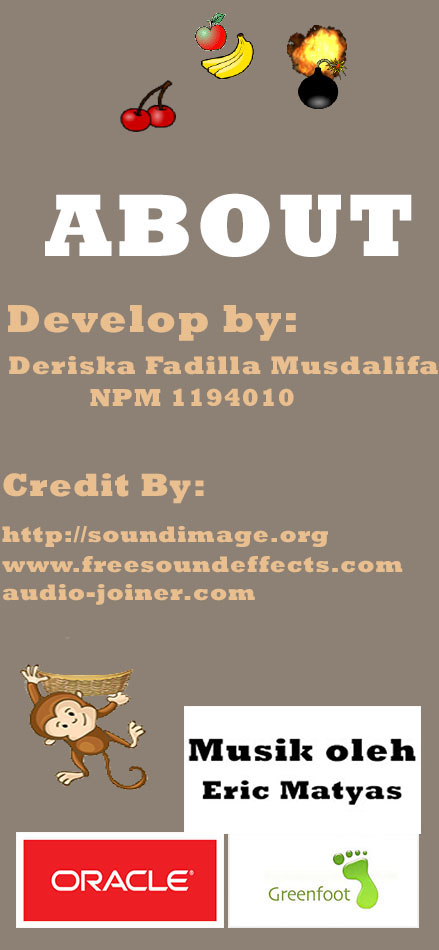 ABOUT
Develop by:
Deriska Fadilla Musdalifa
NPM 1194010
Credit By:
http://soundimage.org
www.freesoundeffects.com
audio-joiner.com
Musik oleh
Eric Matyas
ORACLE®
Greenfoot